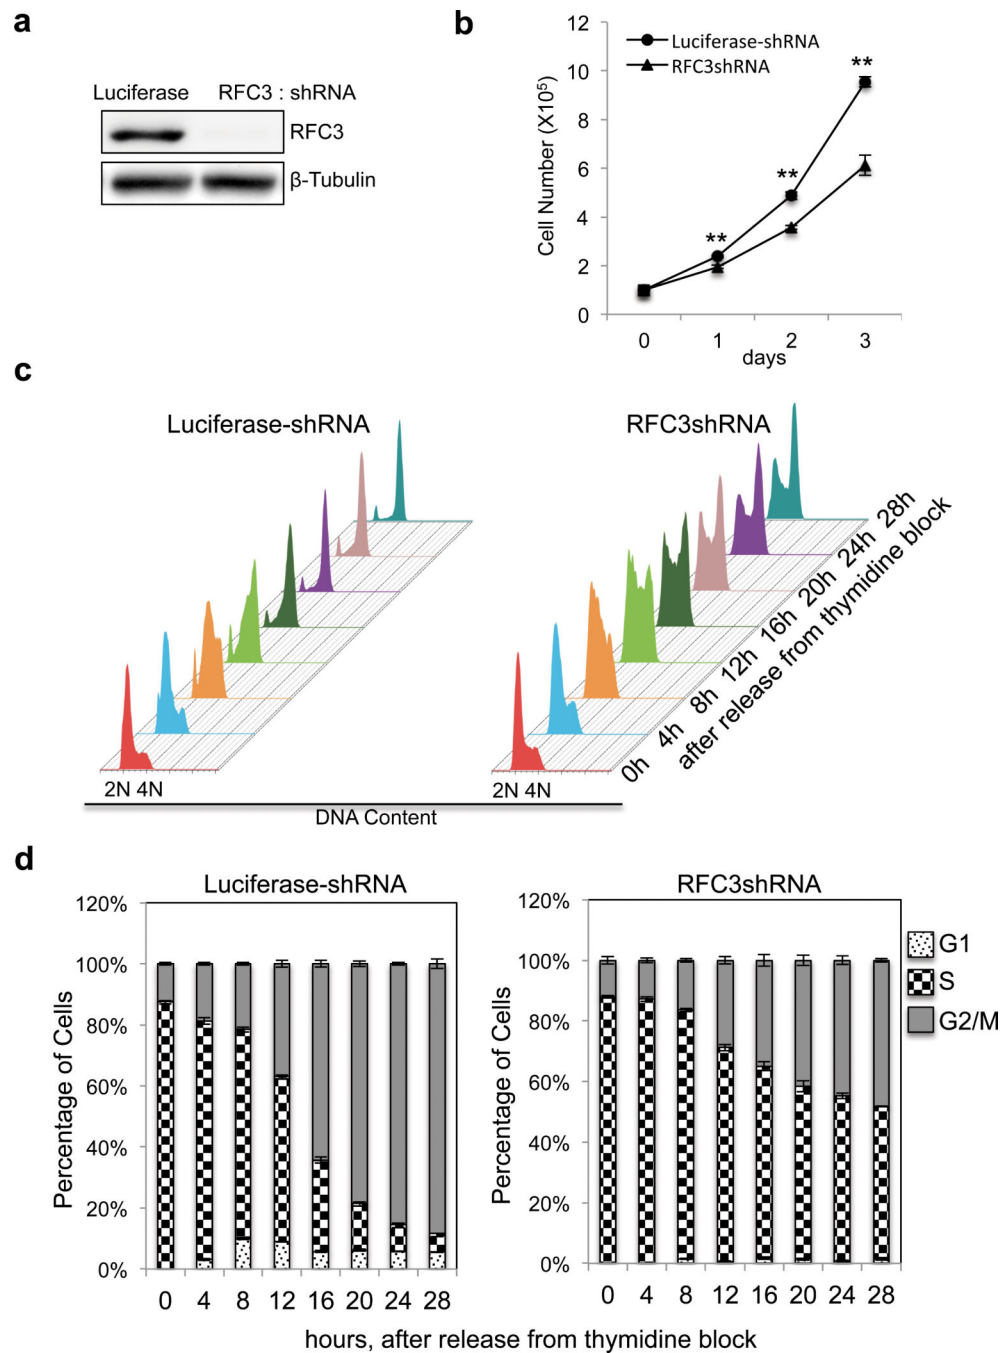 a
Luciferase RFC3 : shRNA
RFC3
β-Tubulin
b
12
10
8
6
4
2
0
Cell Number (X10⁵)
Luciferase-shRNA
RFC3shRNA
**
**
**
0 1 2 3
days
c
Luciferase-shRNA
RFC3shRNA
2N 4N
2N 4N
0h 4h 8h 12h 16h 20h 24h 28h
after release from thymidine block
DNA Content
d
Luciferase-shRNA
120%
100%
80%
60%
40%
20%
0%
Percentage of Cells
0 4 8 12 16 20 24 28
RFC3shRNA
120%
100%
80%
60%
40%
20%
0%
Percentage of Cells
0 4 8 12 16 20 24 28
G1
S
G2/M
hours, after release from thymidine block